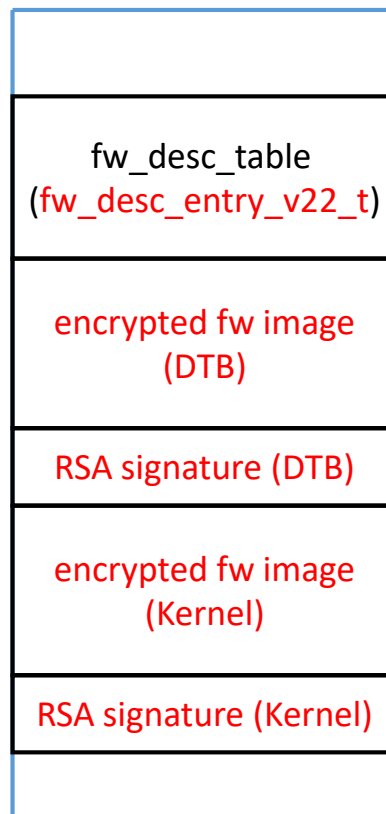 fw_desc_table
(fw_desc_entry_v22_t)
encrypted fw image
(DTB)
RSA signature (DTB)
encrypted fw image
(Kernel)
RSA signature (Kernel)